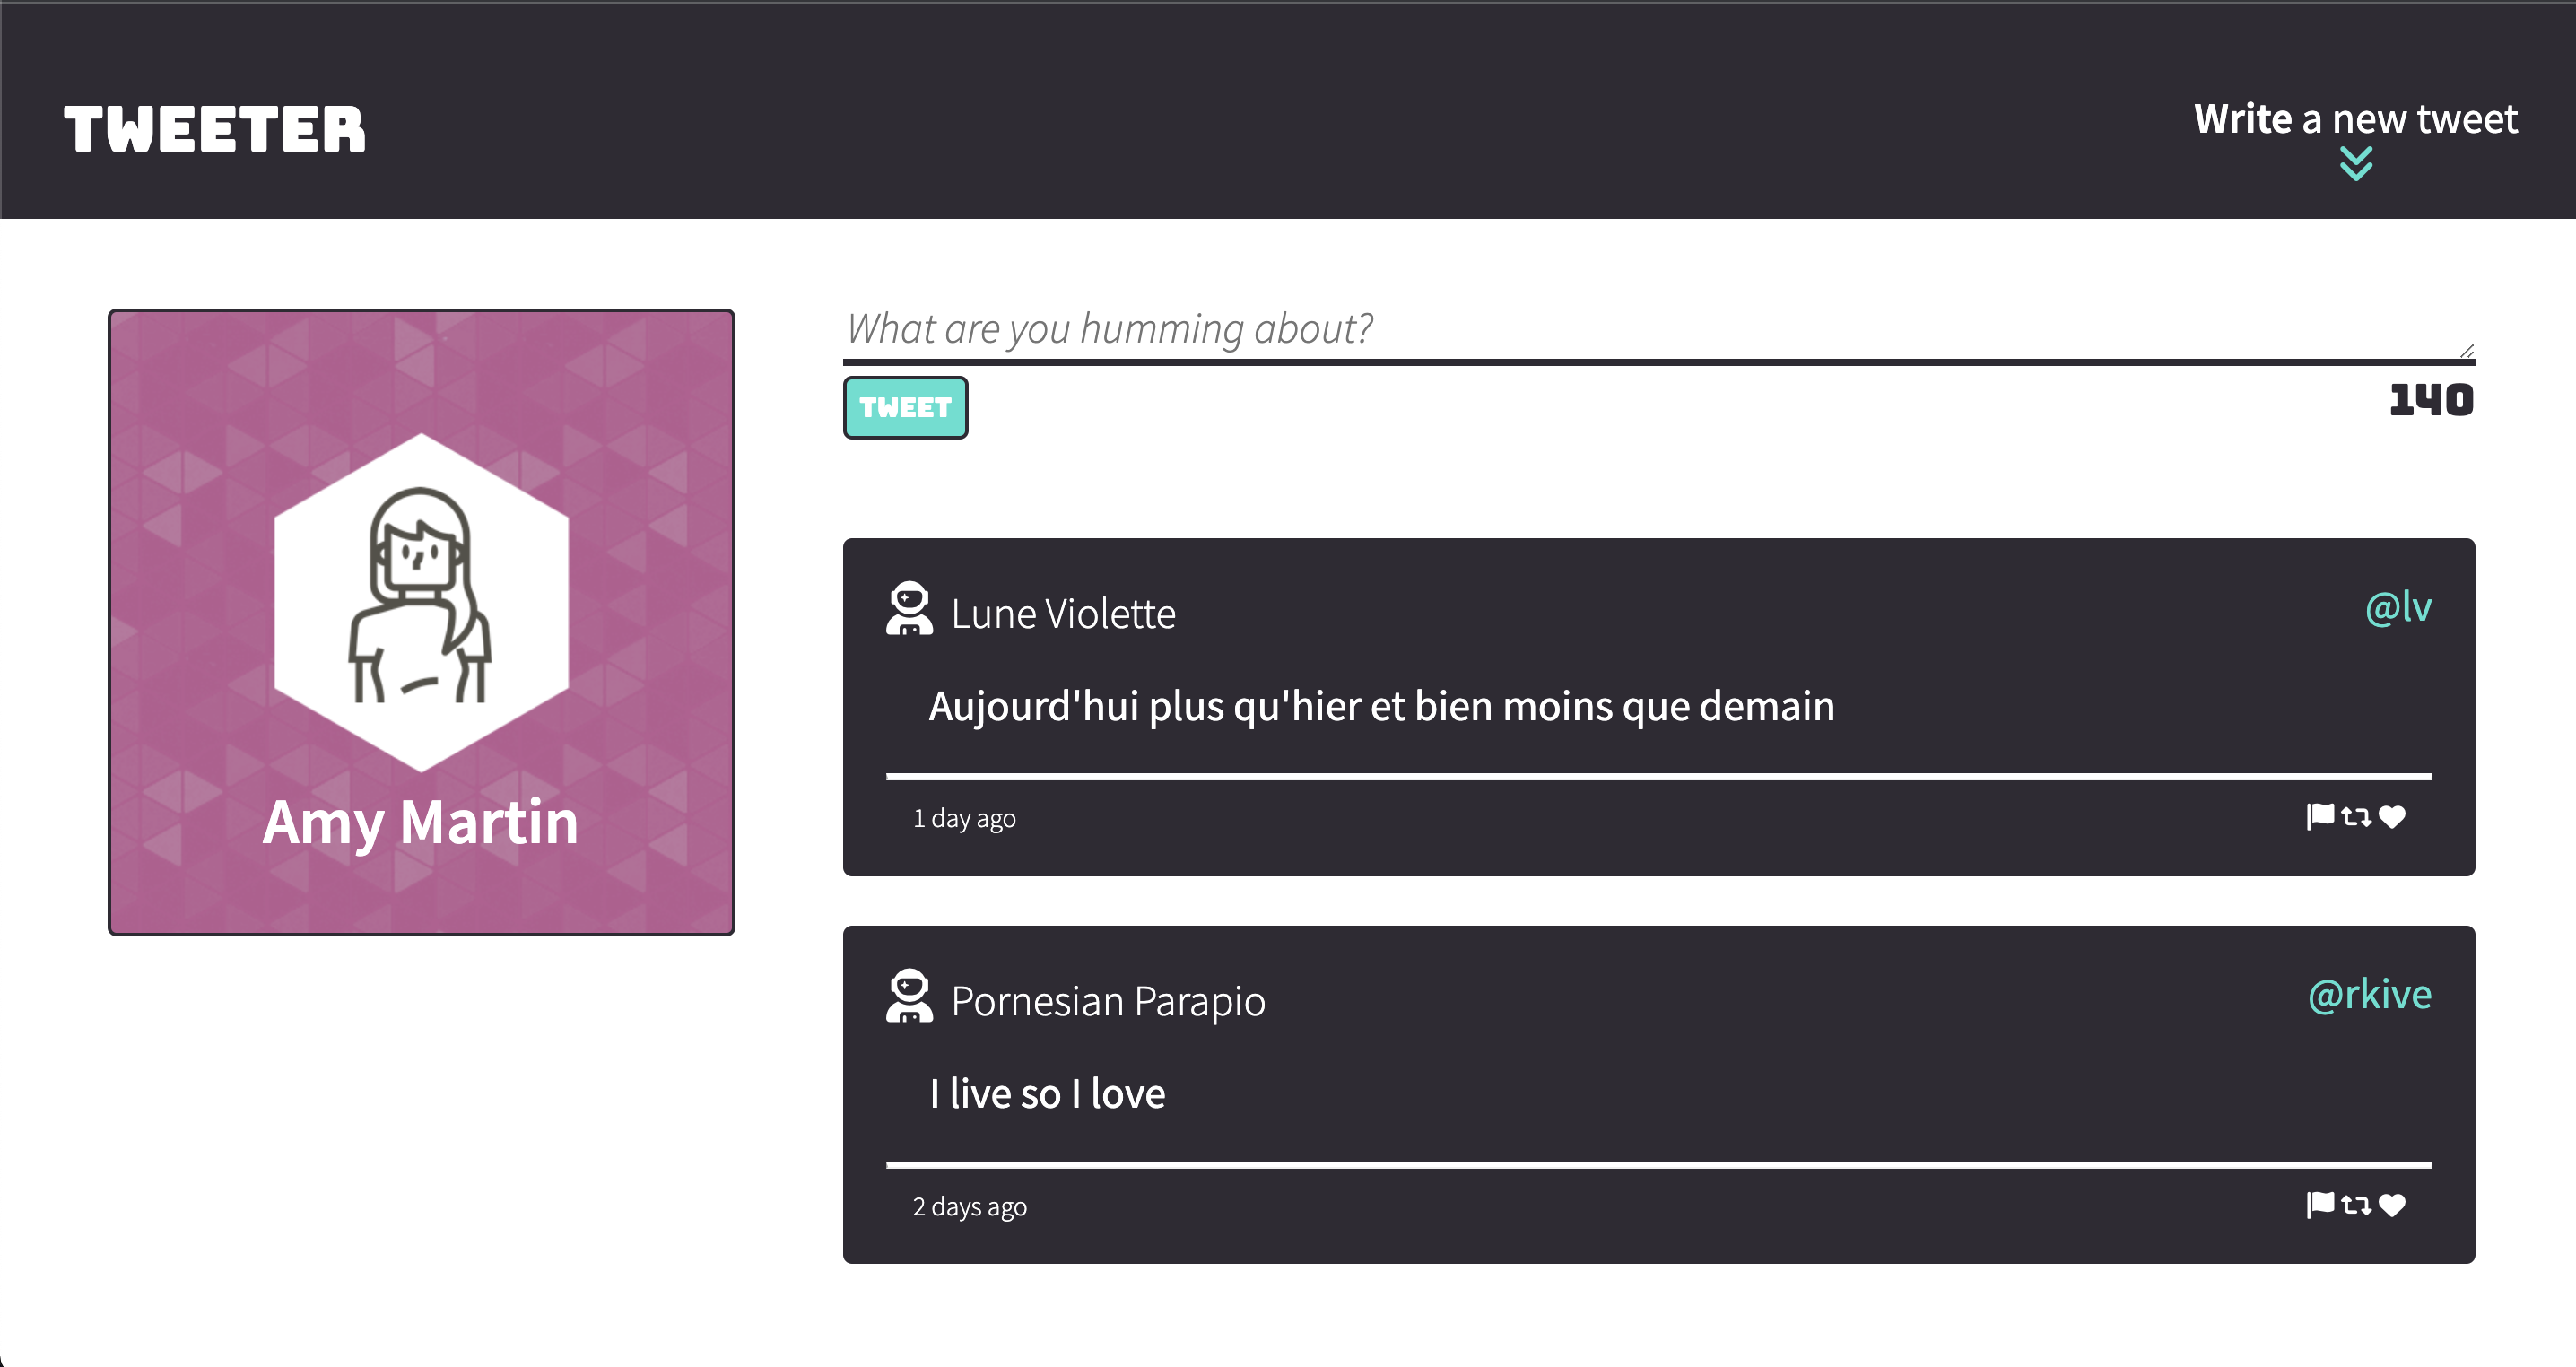 TWEETER
Write a new tweet
What are you humming about?
TWEET
140
Amy Martin
Lune Violette
@lv
Aujourd'hui plus qu'hier et bien moins que demain
1 day ago
Pornesian Parapio
@rkive
I live so I love
2 days ago